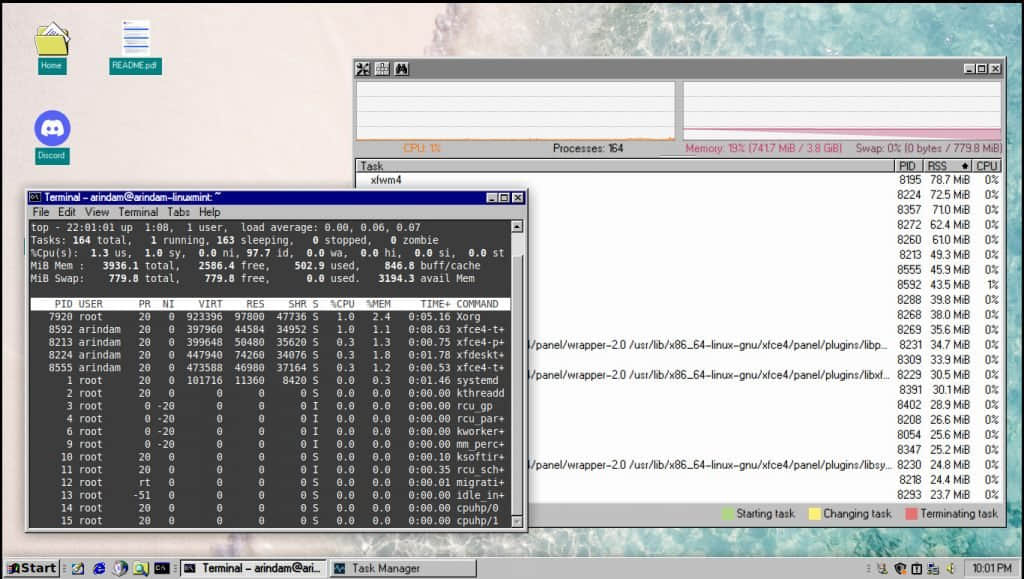 Home
README.pdf
Discord
CPU: 1%
Processes: 164
Memory: 19% (741.7 MiB / 3.8 GiB)
Swap: 0% (0 bytes / 779.8 MiB)
Task PID RSS CPU
xfwm4 8195 78.7 MiB 0%
8224 72.5 MiB 0%
8357 71.0 MiB 0%
8272 62.4 MiB 0%
8260 61.0 MiB 0%
8213 49.3 MiB 0%
8555 45.9 MiB 0%
8592 43.5 MiB 1%
8288 39.8 MiB 0%
8268 38.0 MiB 0%
8269 35.6 MiB 0%
4/panel/wrapper-2.0 /usr/lib/x86_64-linux-gnu/xfce4/panel/plugins/libp... 8231 34.7 MiB 0%
8309 33.9 MiB 0%
4/panel/wrapper-2.0 /usr/lib/x86_64-linux-gnu/xfce4/panel/plugins/libxf... 8229 30.5 MiB 0%
8391 30.1 MiB 0%
8402 28.9 MiB 0%
8208 26.6 MiB 0%
8054 25.6 MiB 0%
8347 25.2 MiB 0%
4/panel/wrapper-2.0 /usr/lib/x86_64-linux-gnu/xfce4/panel/plugins/libsy... 8230 24.8 MiB 0%
8218 24.4 MiB 0%
8293 23.7 MiB 0%
Starting task Changing task Terminating task
Terminal - arindam@arindam-linuxmint: ~
File Edit View Terminal Tabs Help
top - 22:01:01 up 1:08, 1 user, load average: 0.00, 0.06, 0.07
Tasks: 164 total, 1 running, 163 sleeping, 0 stopped, 0 zombie
%Cpu(s): 1.3 us, 1.0 sy, 0.0 ni, 97.7 id, 0.0 wa, 0.0 hi, 0.0 si, 0.0 st
MiB Mem : 3936.1 total, 2586.4 free, 502.9 used, 846.8 buff/cache
MiB Swap: 779.8 total, 779.8 free, 0.0 used. 3194.3 avail Mem
PID USER PR NI VIRT RES SHR S %CPU %MEM TIME+ COMMAND
7920 root 20 0 923396 97800 47736 S 1.0 2.4 0:05.16 Xorg
8592 arindam 20 0 397960 44584 34952 S 1.0 1.1 0:08.63 xfce4-t+
8213 arindam 20 0 399648 50480 35620 S 0.3 1.3 0:00.75 xfce4-p+
8224 arindam 20 0 447940 74260 34076 S 0.3 1.8 0:01.78 xfdeskt+
8555 arindam 20 0 473588 46980 37164 S 0.3 1.2 0:00.53 xfce4-t+
1 root 20 0 101716 11360 8420 S 0.0 0.3 0:01.46 systemd
2 root 20 0 0 0 0 S 0.0 0.0 0:00.00 kthreadd
3 root 0 -20 0 0 0 I 0.0 0.0 0:00.00 rcu_gp
4 root 0 -20 0 0 0 I 0.0 0.0 0:00.00 rcu_par+
6 root 0 -20 0 0 0 I 0.0 0.0 0:00.00 kworker+
9 root 0 -20 0 0 0 I 0.0 0.0 0:00.00 mm_perc+
10 root 20 0 0 0 0 S 0.0 0.0 0:00.10 ksoftir+
11 root 20 0 0 0 0 I 0.0 0.0 0:00.35 rcu_sch+
12 root rt 0 0 0 0 S 0.0 0.0 0:00.01 migrati+
13 root -51 0 0 0 0 S 0.0 0.0 0:00.00 idle_in+
14 root 20 0 0 0 0 S 0.0 0.0 0:00.00 cpuhp/0
15 root 20 0 0 0 0 S 0.0 0.0 0:00.00 cpuhp/1
Start
Terminal - arindam@ari...
Task Manager
10:01 PM